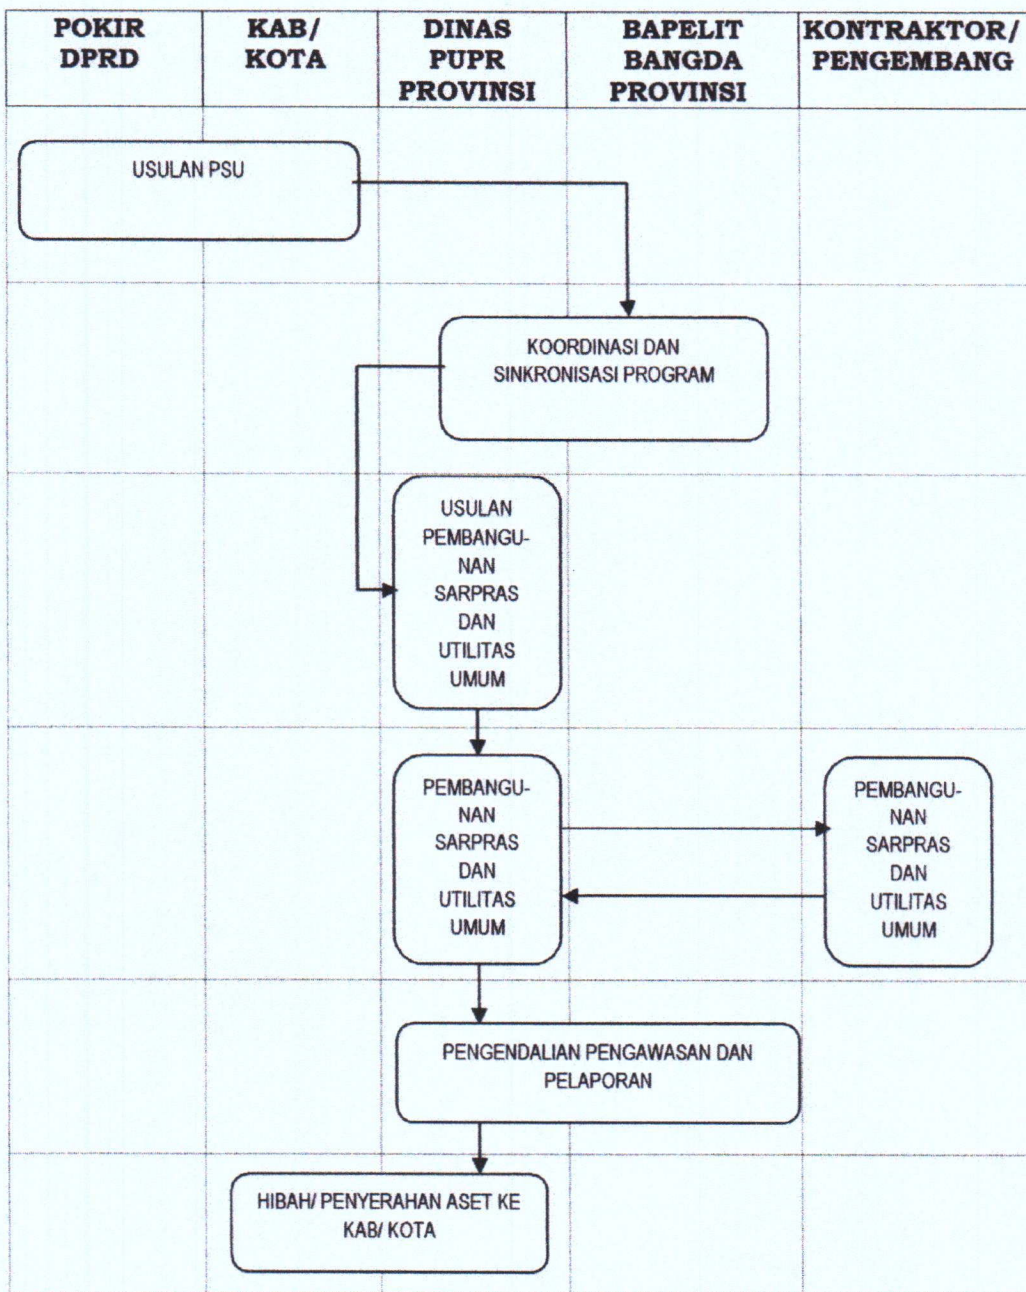 POKIR
DPRD
KAB/
KOTA
DINAS
PUPR
PROVINSI
BAPELIT
BANGDA
PROVINSI
KONTRAKTOR/
PENGEMBANG
USULAN PSU
KOORDINASI DAN
SINKRONISASI PROGRAM
USULAN
PEMBANGU-
NAN
SARPRAS
DAN
UTILITAS
UMUM
PEMBANGU-
NAN
SARPRAS
DAN
UTILITAS
UMUM
PEMBANGU-
NAN
SARPRAS
DAN
UTILITAS
UMUM
PENGENDALIAN PENGAWASAN DAN
PELAPORAN
HIBAH/ PENYERAHAN ASET KE
KAB/ KOTA